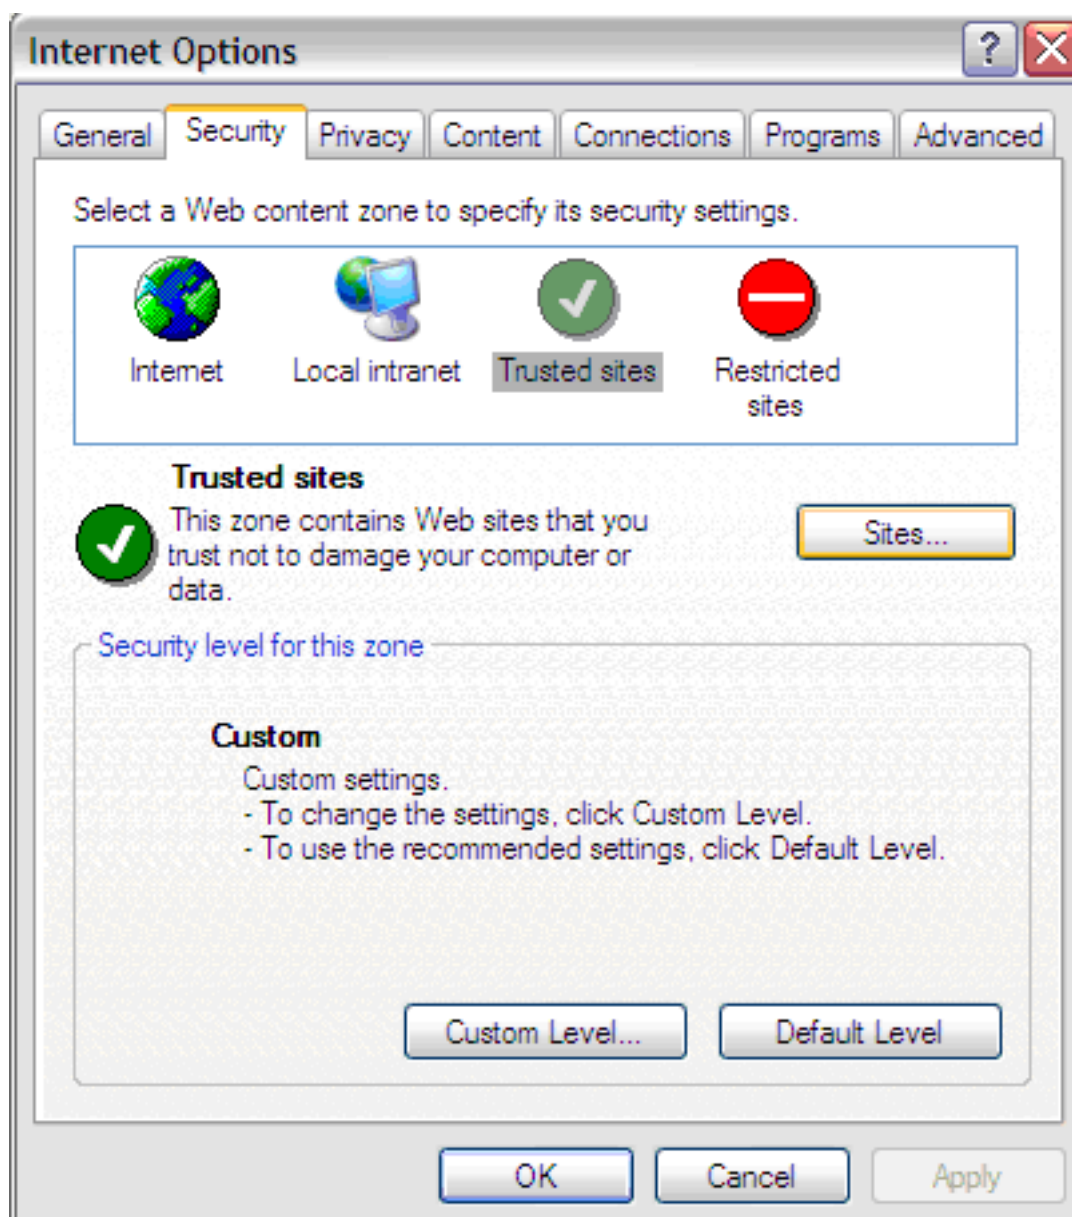 Internet Options
?
General
Security
Privacy
Content
Connections
Programs
Advanced
Select a Web content zone to specify its security settings.
Internet
Local intranet
Trusted sites
Restricted
sites
Trusted sites
This zone contains Web sites that you
trust not to damage your computer or
data.
Sites...
Security level for this zone
Custom
Custom settings.
- To change the settings, click Custom Level.
- To use the recommended settings, click Default Level.
Custom Level...
Default Level
OK
Cancel
Apply